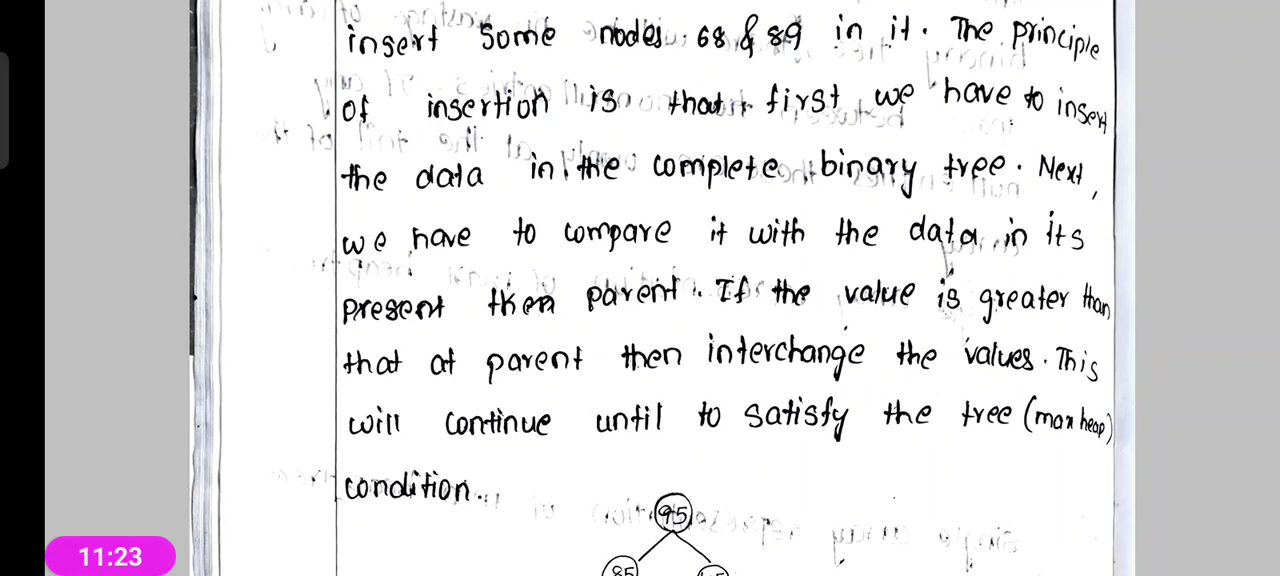 insert some nodes 68 & 89 in it. The principle
of insertion is that first we have to insert
the data in the complete binary tree. Next,
we have to compare it with the data in its
present then parent. If the value is greater than
that at parent then interchange the values. This
will continue until to satisfy the tree (max heap)
condition.
95
85
11:23